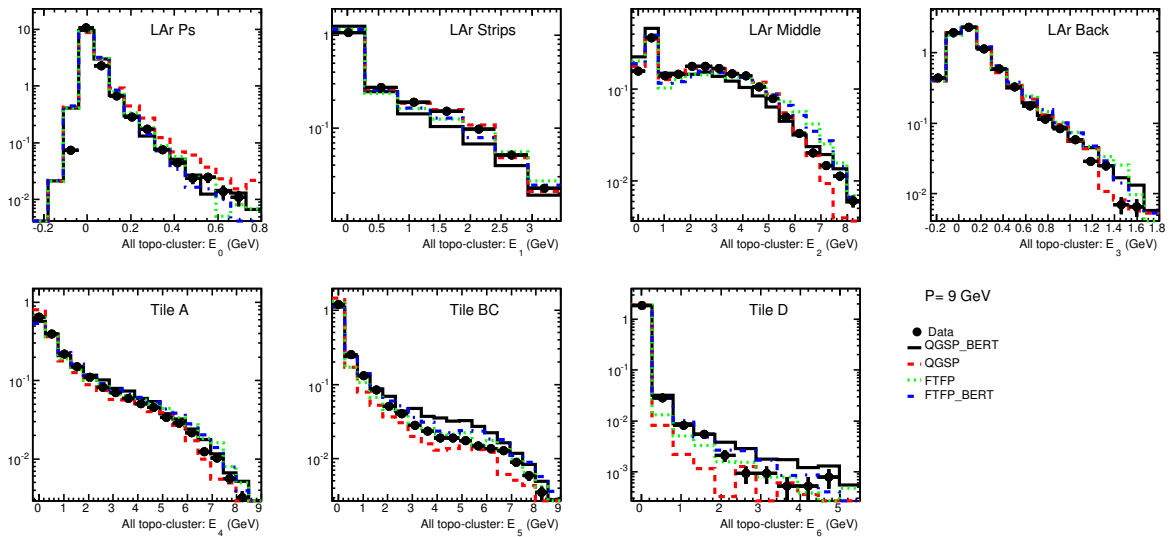 LAr Ps
10
1
10⁻¹
10⁻²
-0.2 0 0.2 0.4 0.6 0.8
All topo-cluster: E₀ (GeV)
LAr Strips
10⁻¹
0 0.5 1 1.5 2 2.5 3
All topo-cluster: E₁ (GeV)
LAr Middle
10⁻¹
10⁻²
0 1 2 3 4 5 6 7 8
All topo-cluster: E₂ (GeV)
LAr Back
1
10⁻¹
10⁻²
-0.2 0 0.2 0.4 0.6 0.8 1 1.2 1.4 1.6 1.8
All topo-cluster: E₃ (GeV)
Tile A
1
10⁻¹
10⁻²
0 1 2 3 4 5 6 7 8 9
All topo-cluster: E₄ (GeV)
Tile BC
1
10⁻¹
10⁻²
0 1 2 3 4 5 6 7 8 9
All topo-cluster: E₅ (GeV)
Tile D
1
10⁻¹
10⁻²
10⁻³
0 1 2 3 4 5
All topo-cluster: E₆ (GeV)
P= 9 GeV
Data
QGSP_BERT
QGSP
FTFP
FTFP_BERT